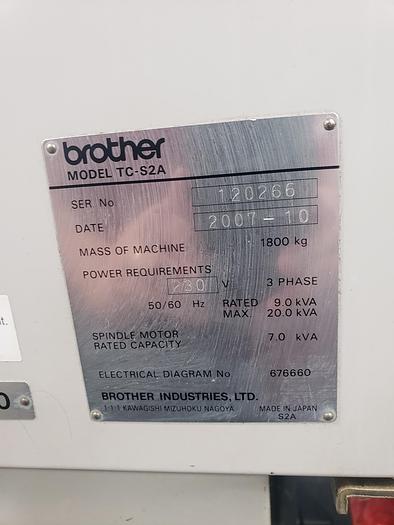 brother
MODEL TC-S2A
SER. No 120266
DATE 2007-10
MASS OF MACHINE 1800 kg
POWER REQUIREMENTS
230 V 3 PHASE
50/60 Hz RATED 9.0 kVA
MAX. 20.0 kVA
SPINDLE MOTOR
RATED CAPACITY 7.0 kVA
ELECTRICAL DIAGRAM No 676660
BROTHER INDUSTRIES, LTD.
1-1-1 KAWAGISHI MIZUHOKU NAGOYA MADE IN JAPAN
S2A
nt.
0